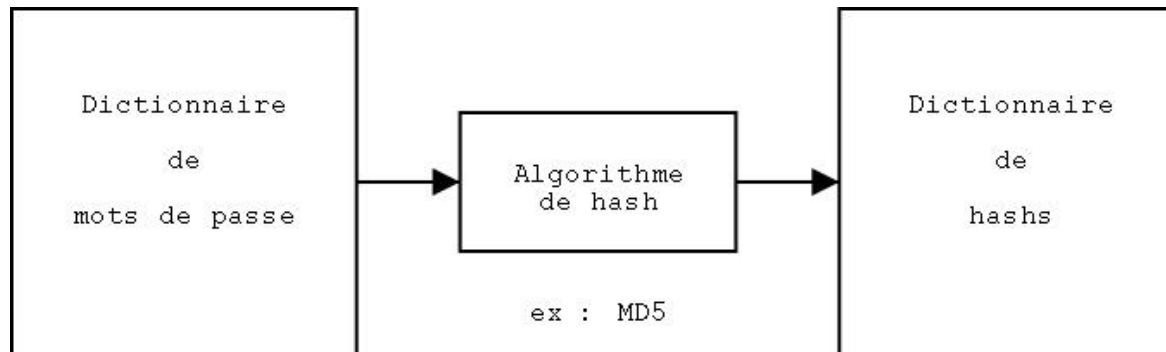 Dictionnaire
de
mots de passe
Algorithme
de hash
ex : MD5
Dictionnaire
de
hashs